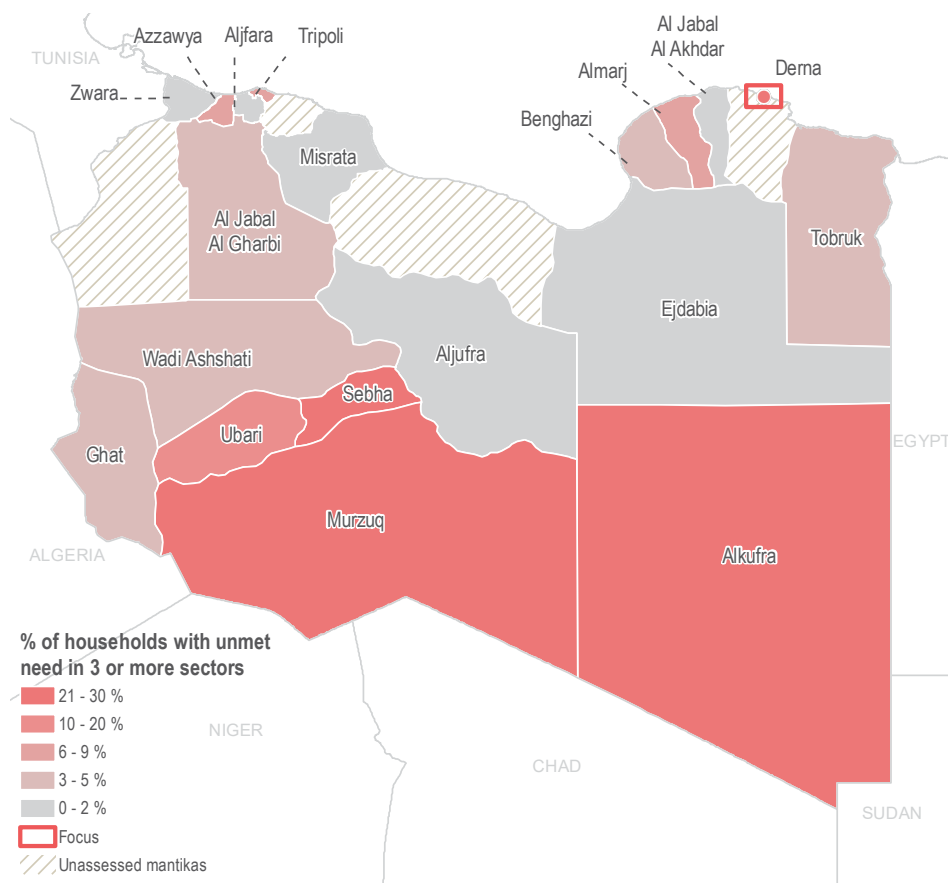 Al Jabal
Al Akhdar
Azzawya
Aljfara
Tripoli
TUNISIA
Derna
Almarj
Zwara
Benghazi
Misrata
Al Jabal
Al Gharbi
Tobruk
Ejdabia
Wadi Ashshati
Aljufra
Sebha
Ubari
Ghat
EGYPT
Murzuq
ALGERIA
Alkufra
% of households with unmet
need in 3 or more sectors
21 - 30 %
10 - 20 %
6 - 9 %
3 - 5 %
0 - 2 %
Focus
Unassessed mantikas
NIGER
CHAD
SUDAN